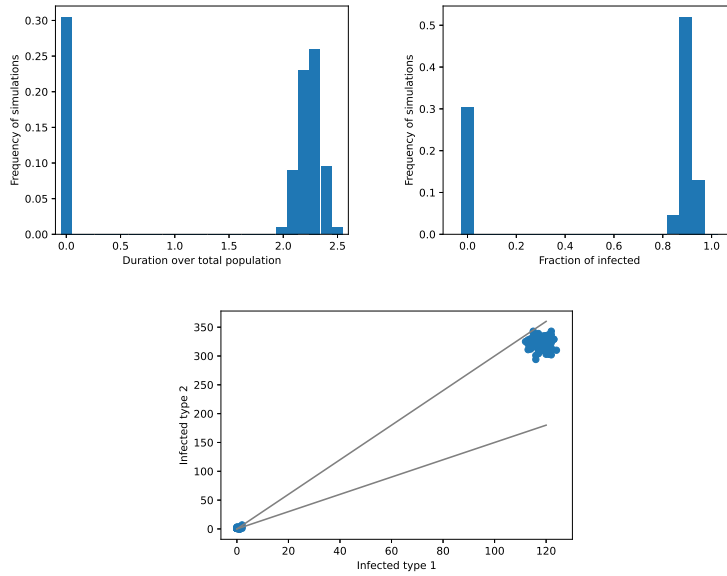 0.30
0.25
0.20
0.15
0.10
0.05
0.00
0.0 0.5 1.0 1.5 2.0 2.5
Duration over total population
Frequency of simulations
0.5
0.4
0.3
0.2
0.1
0.0
0.0 0.2 0.4 0.6 0.8 1.0
Fraction of infected
Frequency of simulations
350
300
250
200
150
100
50
0
0 20 40 60 80 100 120
Infected type 1
Infected type 2